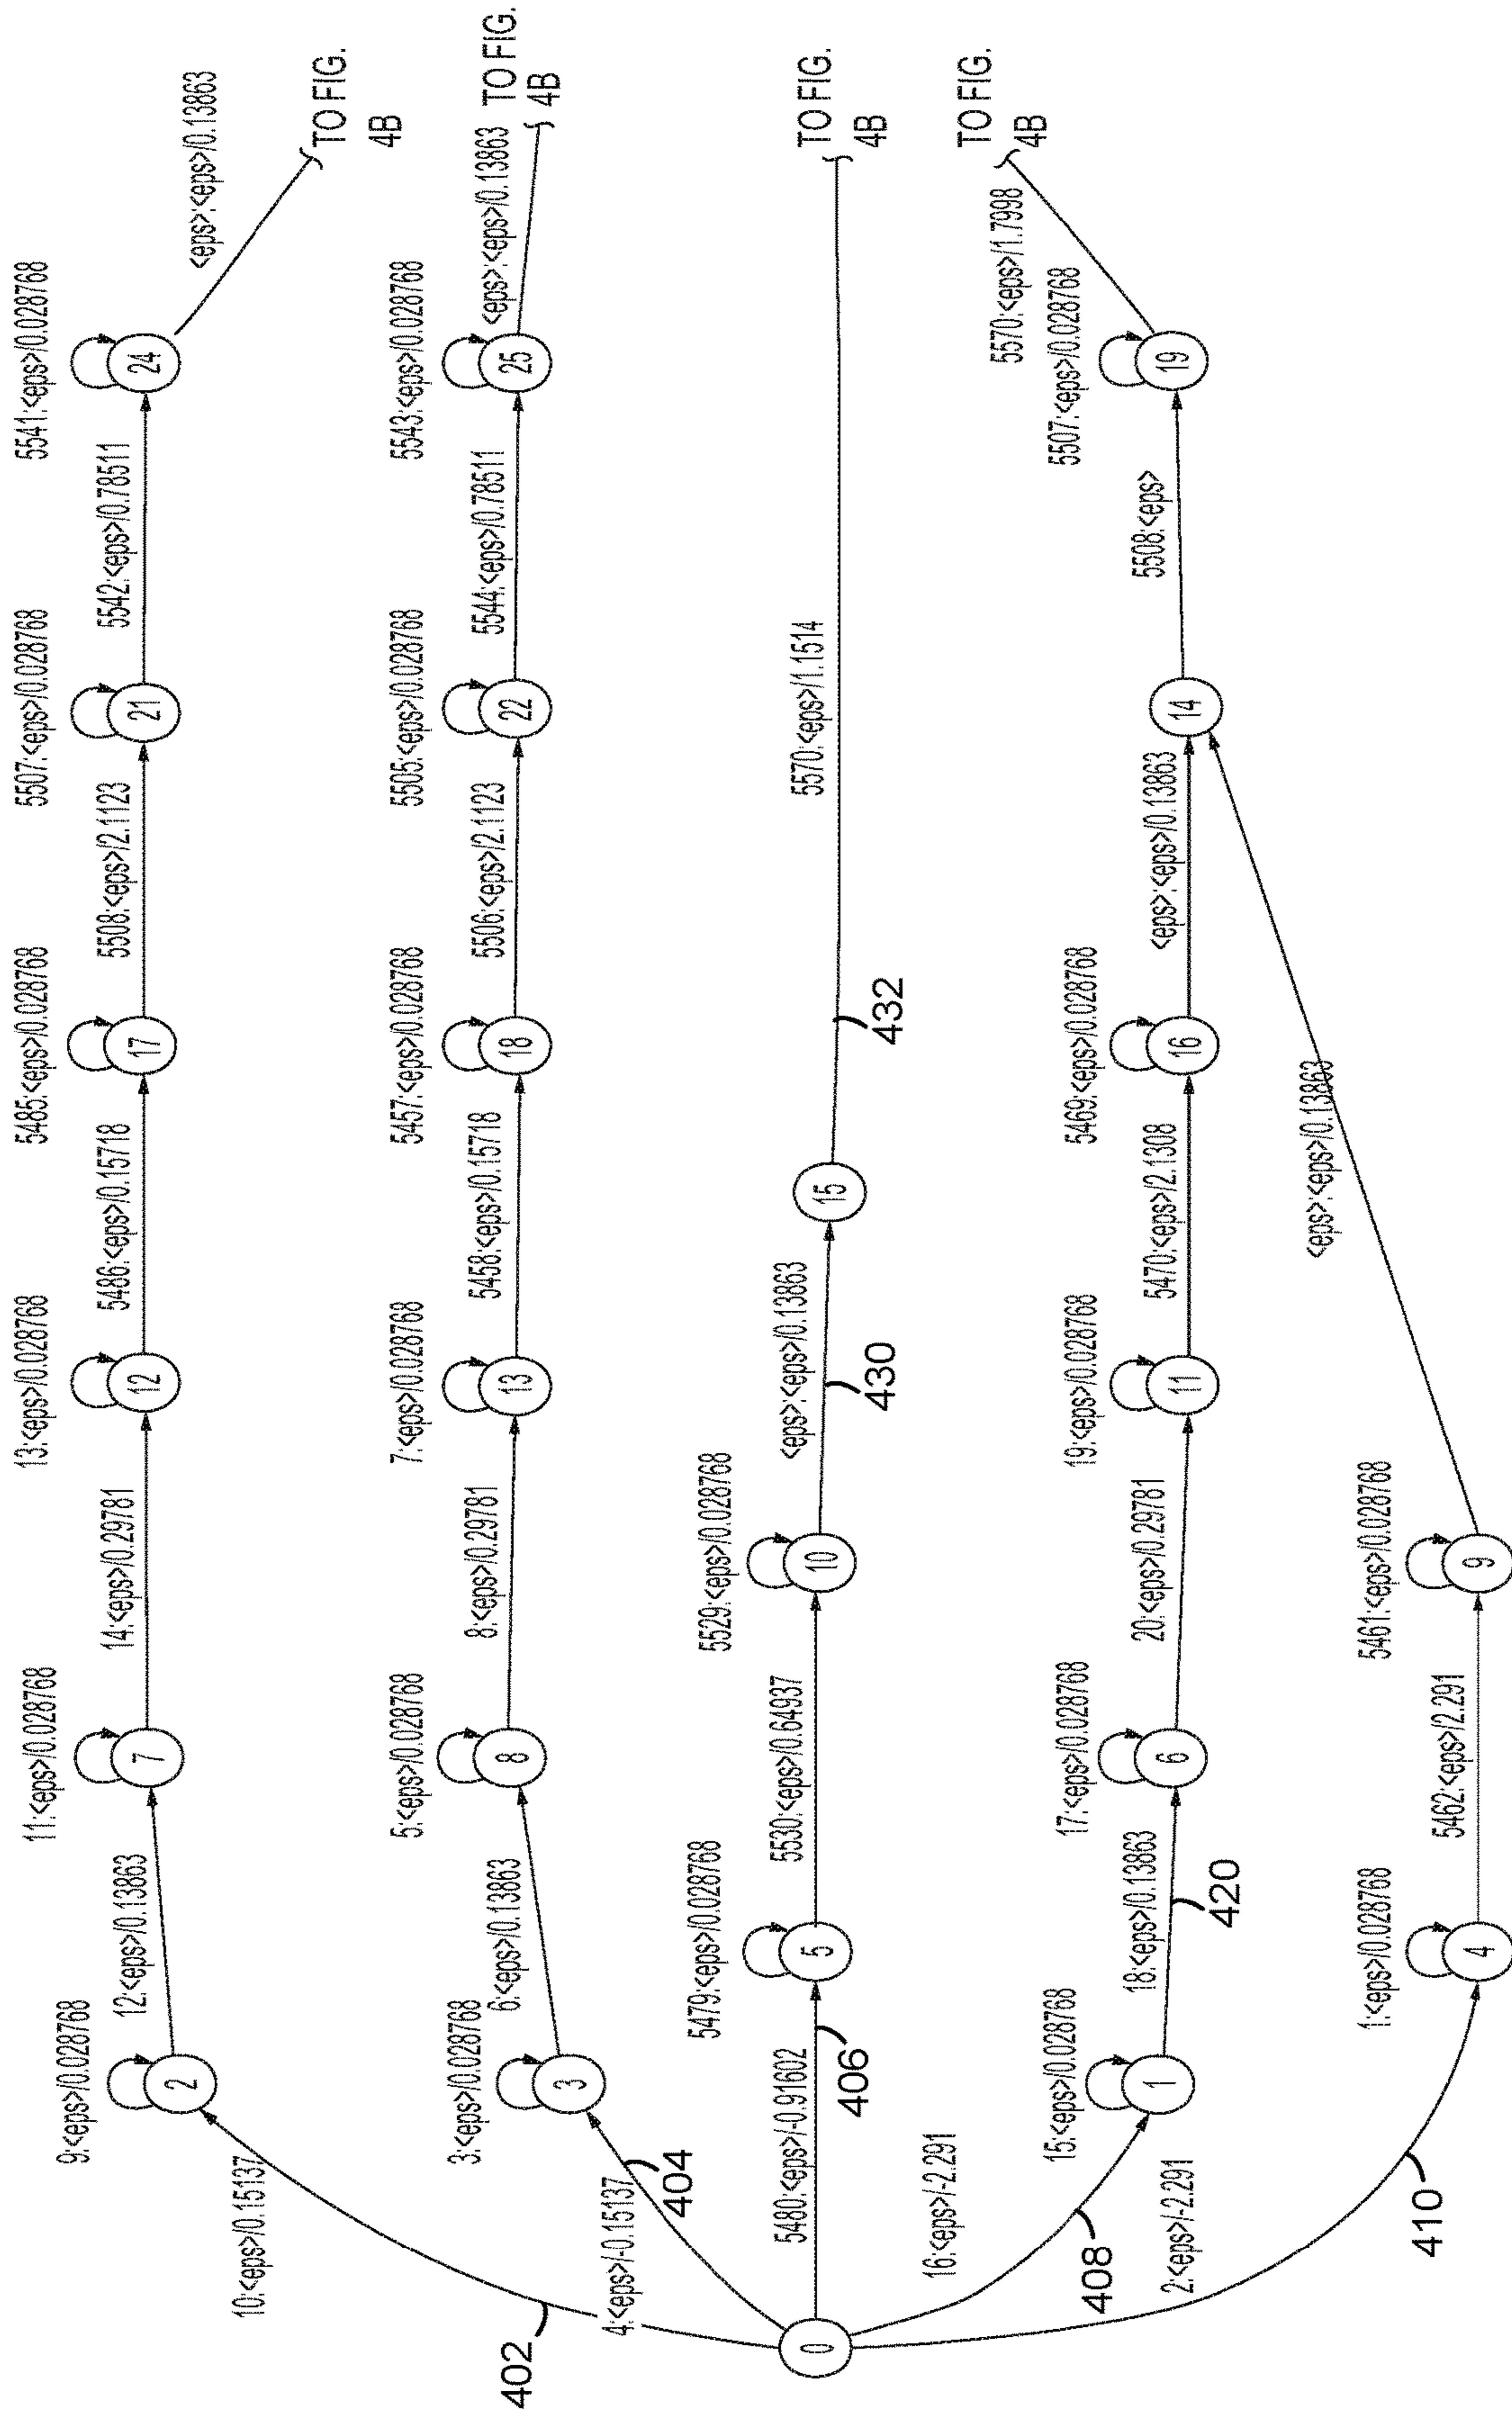 9:<eps>/0.028768
11:<eps>/0.028768
13:<eps>/0.028768
5485:<eps>/0.028768
5507:<eps>/0.028768
5541:<eps>/0.028768
10:<eps>/0.15137
402
2
12:<eps>/0.13863
7
14:<eps>/0.29781
12
5486:<eps>/0.15718
17
5508:<eps>/2.1123
21
5542:<eps>/0.78511
24
<eps>:<eps>/0.13863
TO FIG.
4B
3:<eps>/0.028768
5:<eps>/0.028768
7:<eps>/0.028768
5457:<eps>/0.028768
5505:<eps>/0.028768
5543:<eps>/0.028768
4:<eps>/-0.15137
404
3
6:<eps>/0.13863
8
8:<eps>/0.29781
13
5458:<eps>/0.15718
18
5506:<eps>/2.1123
22
5544:<eps>/0.78511
25
<eps>:<eps>/0.13863
TO FIG.
4B
0
5480:<eps>/-0.91602
406
5479:<eps>/0.028768
5
5530:<eps>/0.64937
5529:<eps>/0.028768
10
<eps>:<eps>/0.13863
430
15
5570:<eps>/1.1514
432
TO FIG.
4B
16:<eps>/-2.291
408
15:<eps>/0.028768
1
18:<eps>/0.13863
420
17:<eps>/0.028768
6
20:<eps>/0.29781
19:<eps>/0.028768
11
5470:<eps>/2.1308
5469:<eps>/0.028768
16
<eps>:<eps>/0.13863
14
5508:<eps>
5507:<eps>/0.028768
19
5570:<eps>/1.7998
TO FIG.
4B
2:<eps>/-2.291
410
1:<eps>/0.028768
4
5462:<eps>/2.291
5461:<eps>/0.028768
9
<eps>:<eps>/0.13863